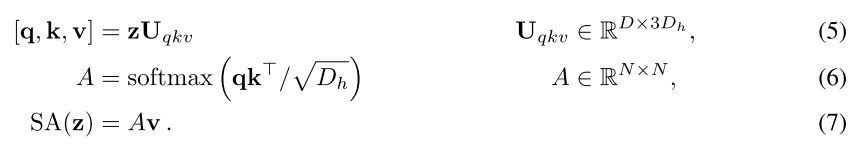 [q, k, v] = zU_{qkv}    U_{qkv} ∈ ℝ^{D×3D_h},    (5)
A = softmax(qk^⊤/√D_h)    A ∈ ℝ^{N×N},    (6)
SA(z) = Av .    (7)